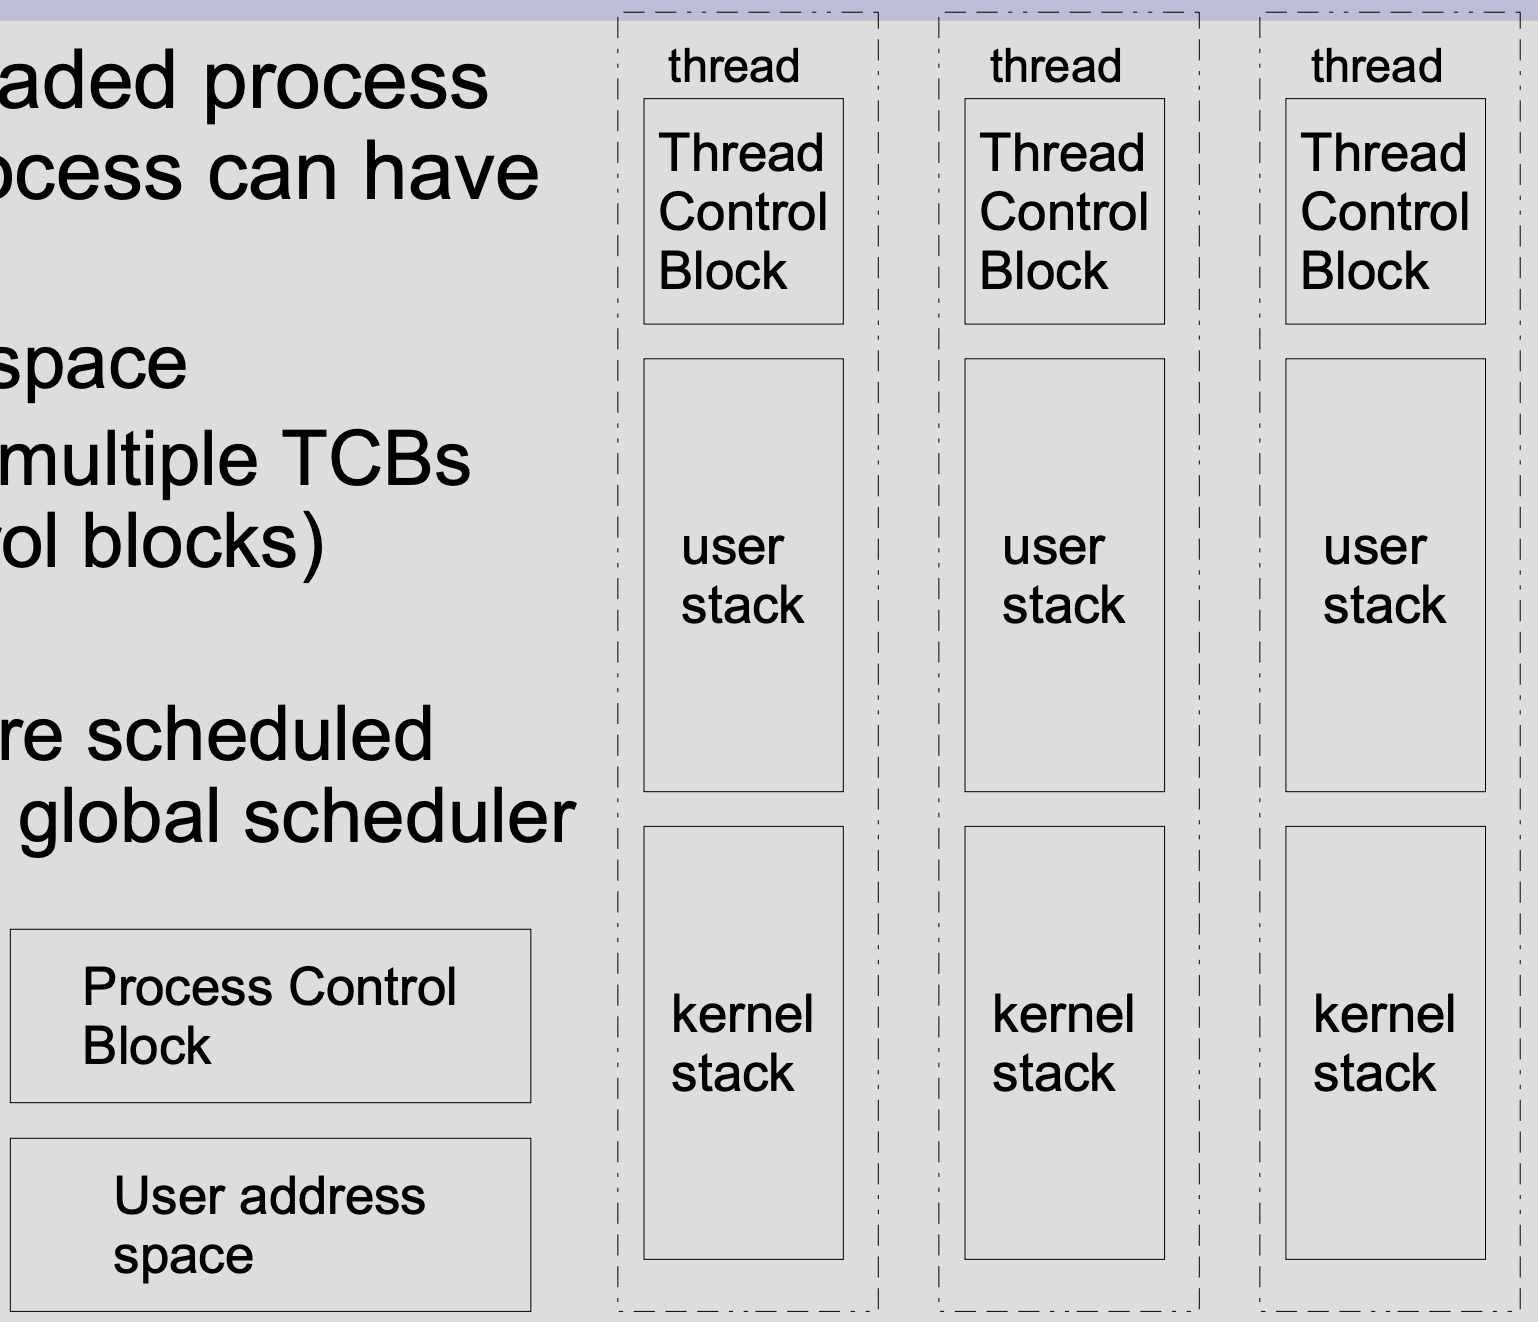 aded process
ocess can have
space
multiple TCBs
rol blocks)
re scheduled
global scheduler
Process Control
Block
User address
space
thread
Thread
Control
Block
user
stack
kernel
stack
thread
Thread
Control
Block
user
stack
kernel
stack
thread
Thread
Control
Block
user
stack
kernel
stack